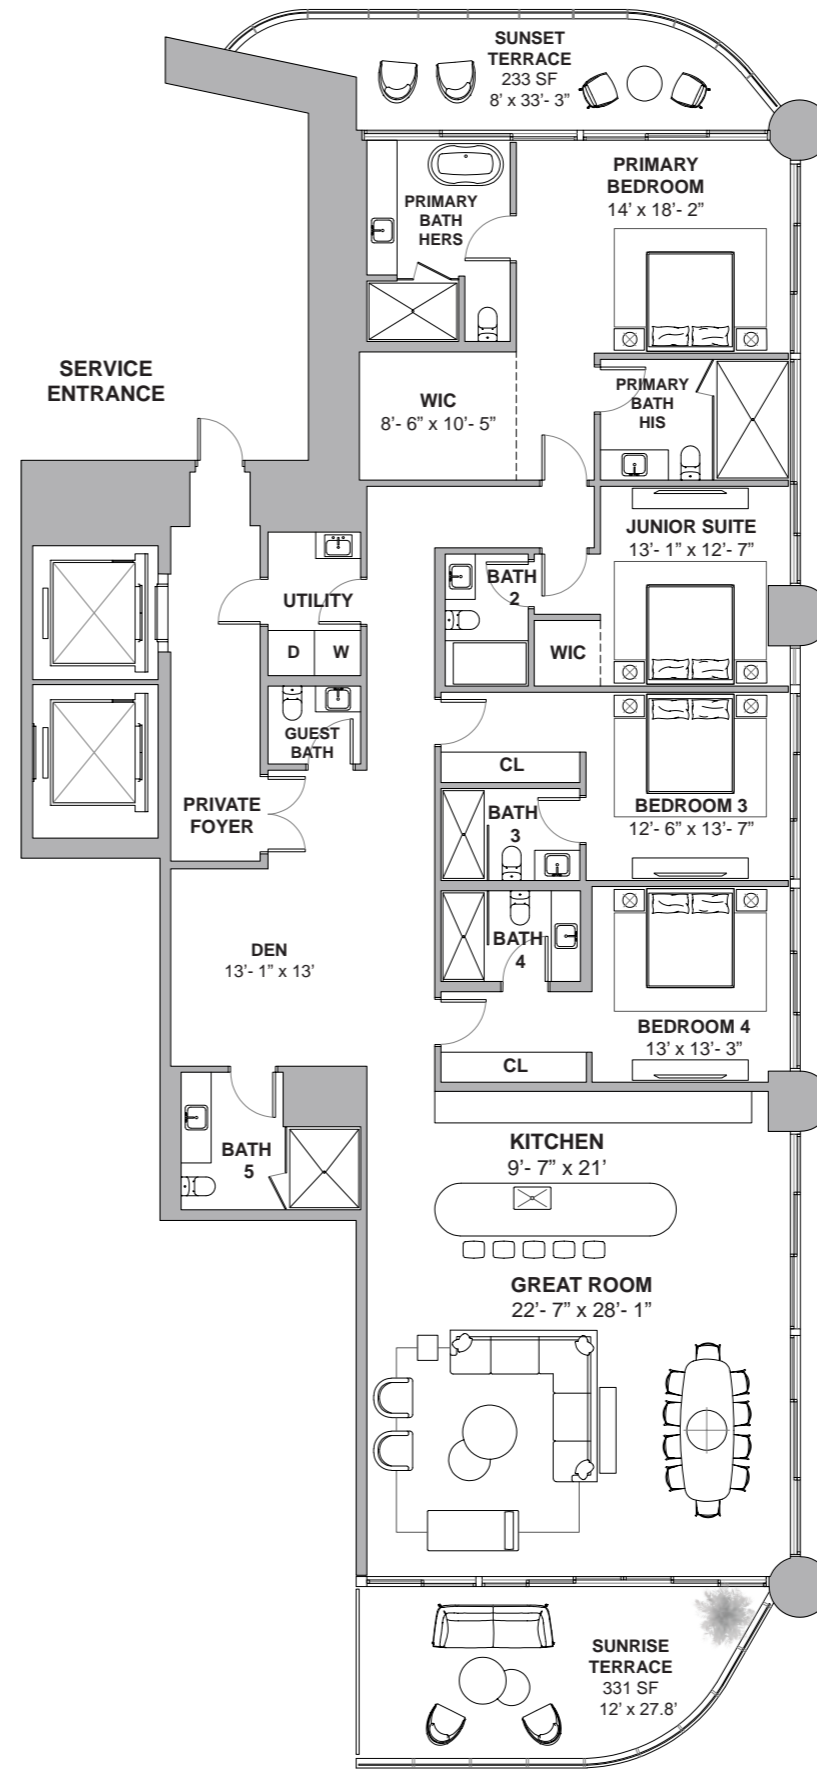 SUNSET
TERRACE
233 SF
8’ x 33’- 3”
PRIMARY
BEDROOM
14’ x 18’- 2”
PRIMARY
BATH
HERS
SERVICE
ENTRANCE
WIC
8’- 6” x 10’- 5”
PRIMARY
BATH
HIS
JUNIOR SUITE
13’- 1” x 12’- 7”
BATH
2
UTILITY
D W
WIC
GUEST
BATH
CL
PRIVATE
FOYER
BEDROOM 3
12’- 6” x 13’- 7”
BATH
3
DEN
13’- 1” x 13’
BATH
4
BEDROOM 4
13’ x 13’- 3”
CL
BATH
5
KITCHEN
9’- 7” x 21’
GREAT ROOM
22’- 7” x 28’- 1”
SUNRISE
TERRACE
331 SF
12’ x 27.8’